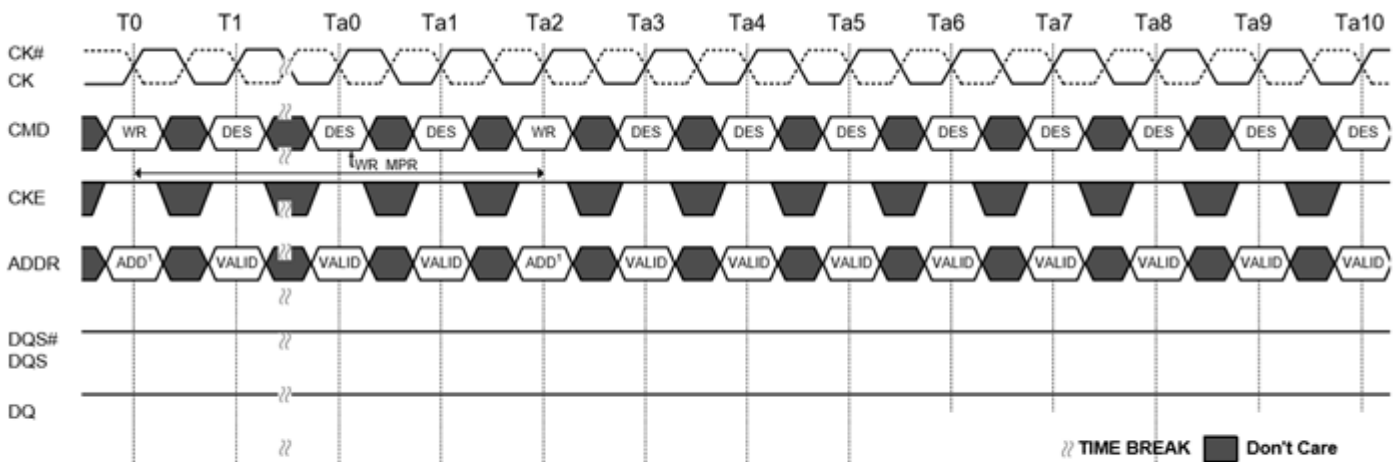 T0 T1 Ta0 Ta1 Ta2 Ta3 Ta4 Ta5 Ta6 Ta7 Ta8 Ta9 Ta10
CK#
CK
CMD WR DES DES DES WR DES DES DES DES DES DES DES DES
tWR_MPR
CKE
ADDR ADD¹ VALID VALID VALID ADD¹ VALID VALID VALID VALID VALID VALID VALID VALID
DQS#
DQS
DQ
TIME BREAK Don't Care